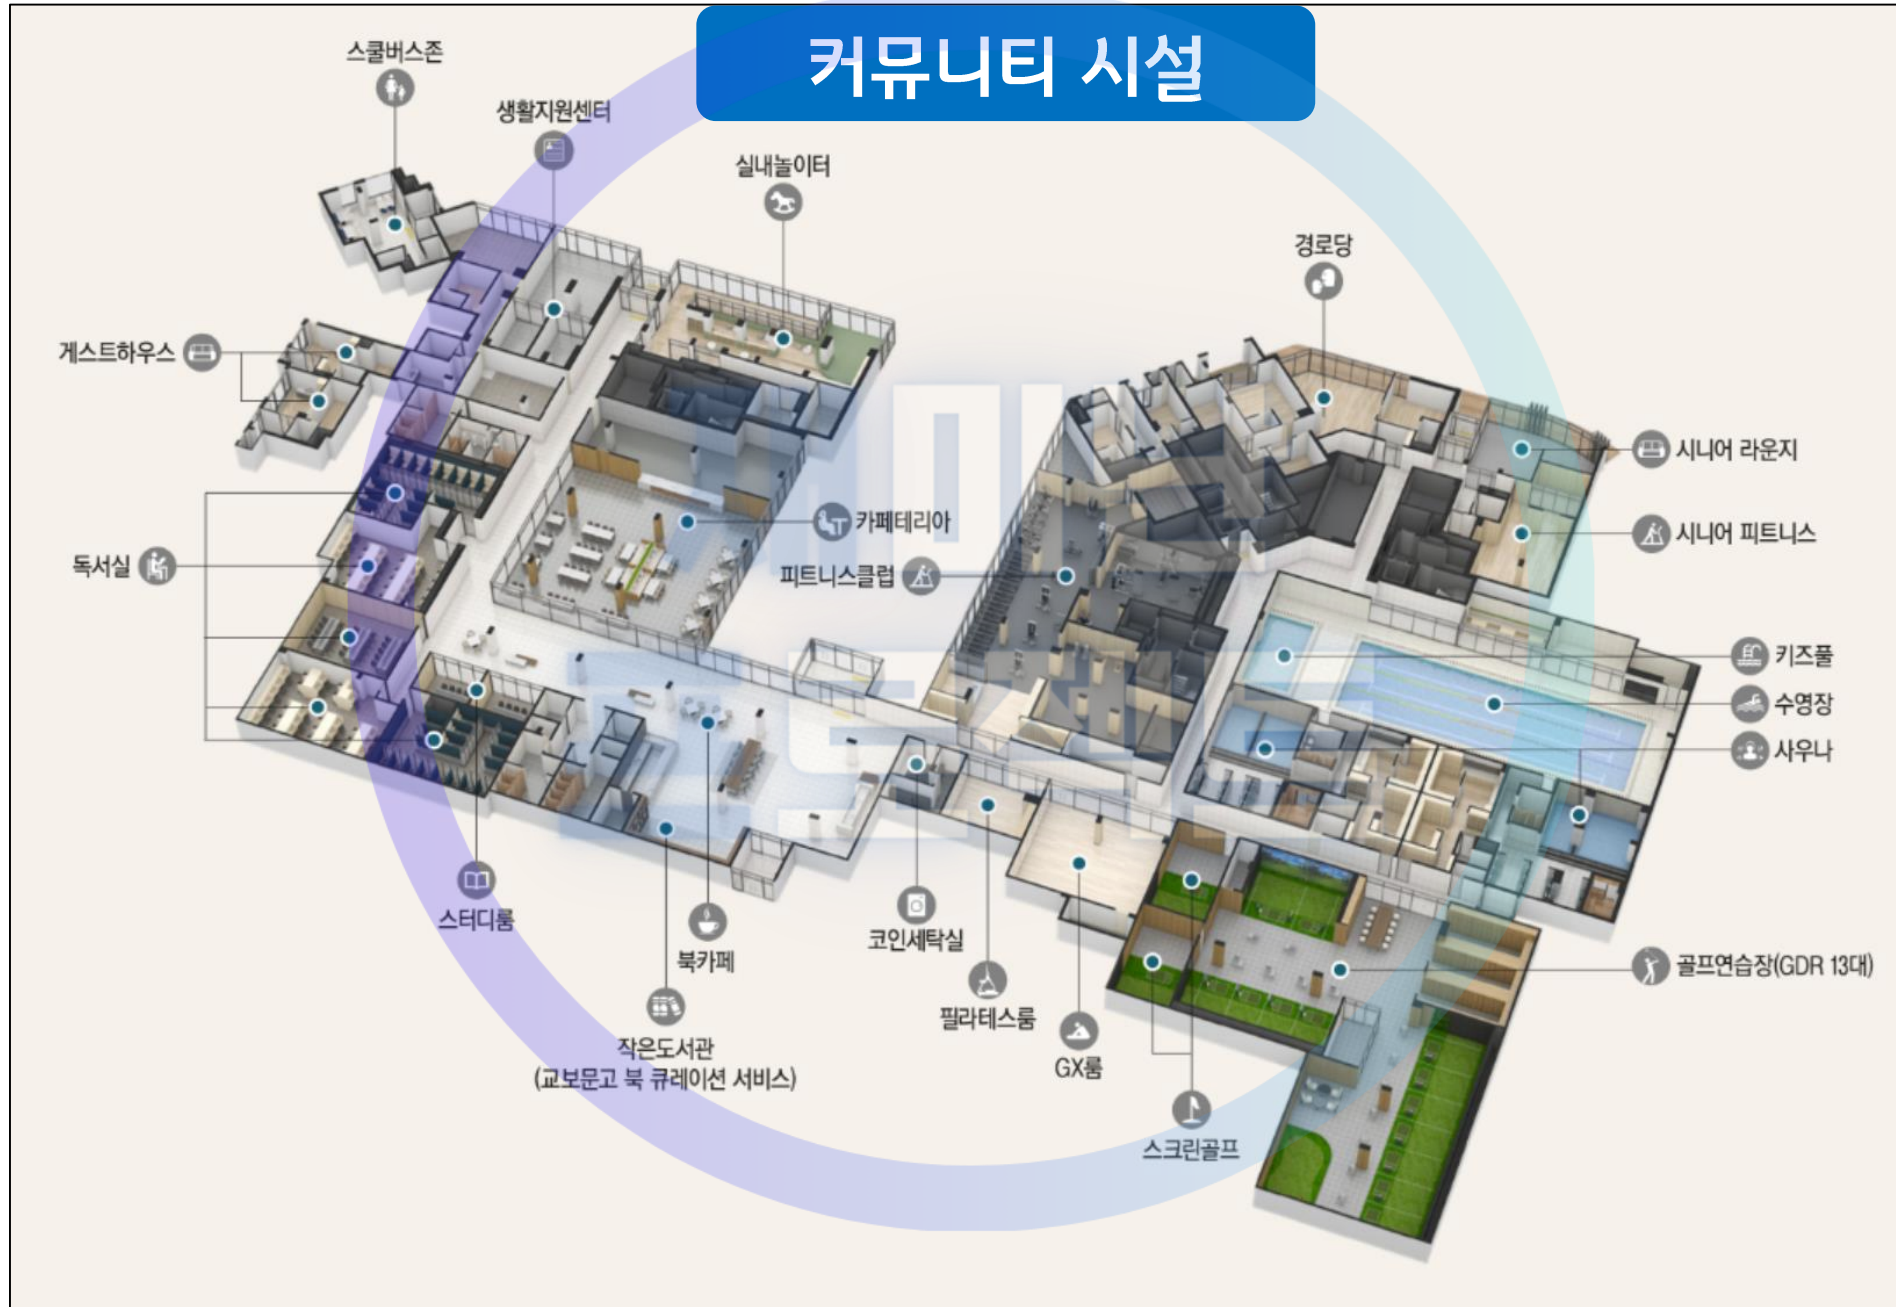 커뮤니티 시설
스쿨버스존
생활지원센터
실내놀이터
경로당
게스트하우스
시니어 라운지
카페테리아
시니어 피트니스
독서실
피트니스클럽
키즈풀
수영장
사우나
스터디룸
북카페
코인세탁실
골프연습장(GDR 13대)
작은도서관
(교보문고 북 큐레이션 서비스)
필라테스룸
GX룸
스크린골프